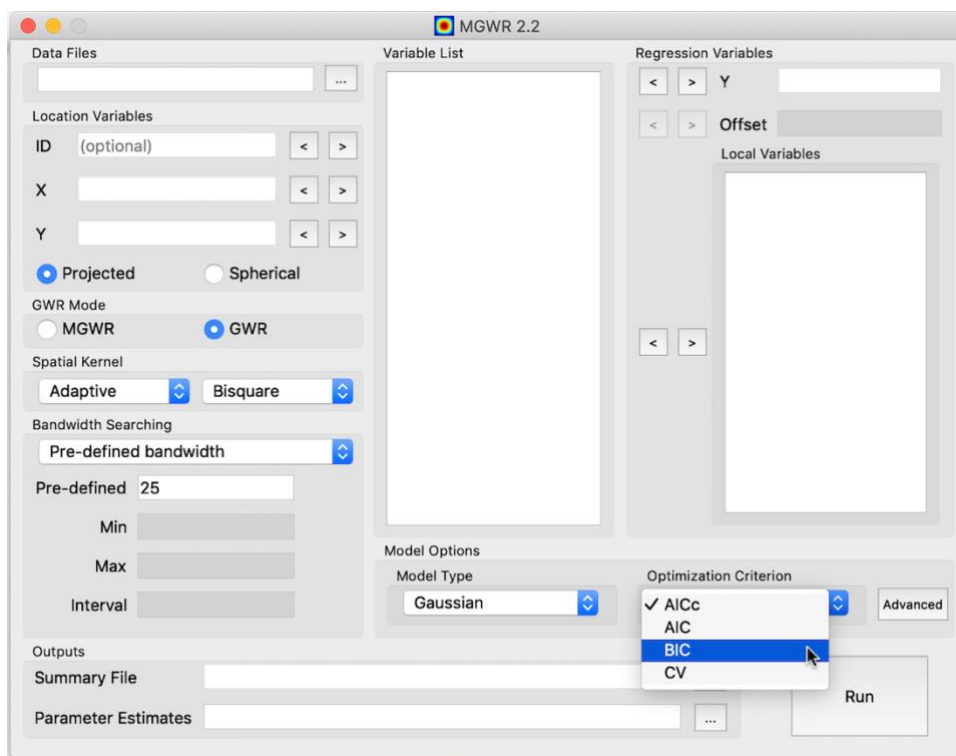 MGWR 2.2
Data Files
...
Location Variables
ID (optional) < >
X < >
Y < >
Projected Spherical
GWR Mode
MGWR GWR
Spatial Kernel
Adaptive Bisquare
Bandwidth Searching
Pre-defined bandwidth
Pre-defined 25
Min
Max
Interval
Variable List
Regression Variables
< > Y
< > Offset
Local Variables
< >
Model Options
Model Type
Gaussian
Optimization Criterion
✓ AICc
AIC
BIC
CV
Advanced
Outputs
Summary File
Parameter Estimates ...
Run